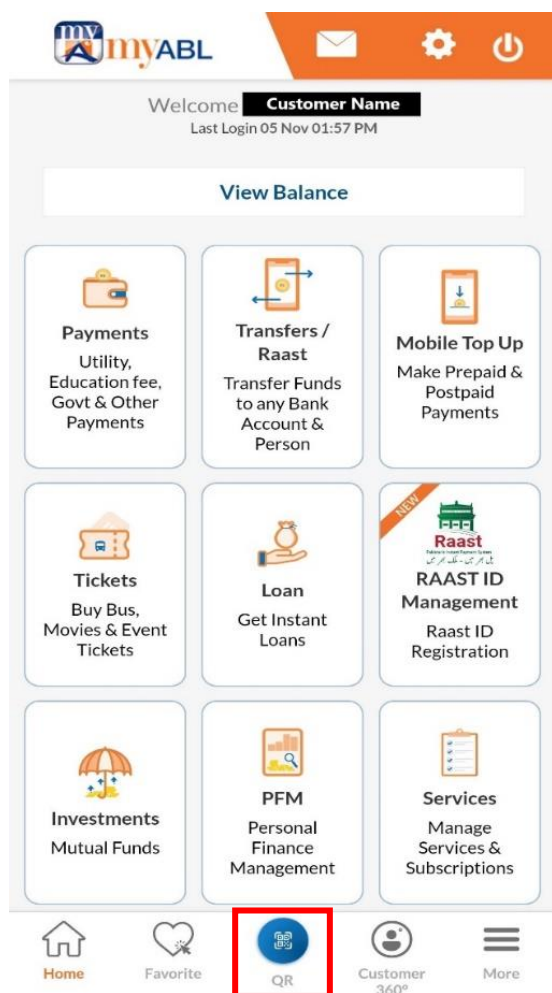 my myABL
Welcome Customer Name
Last Login 05 Nov 01:57 PM
View Balance
Payments
Utility,
Education fee,
Govt & Other
Payments
Transfers /
Raast
Transfer Funds
to any Bank
Account &
Person
Mobile Top Up
Make Prepaid &
Postpaid
Payments
Tickets
Buy Bus,
Movies & Event
Tickets
Loan
Get Instant
Loans
NEW
Raast
RAAST ID
Management
Raast ID
Registration
Investments
Mutual Funds
PFM
Personal
Finance
Management
Services
Manage
Services &
Subscriptions
Home
Favorite
QR
Customer
360°
More